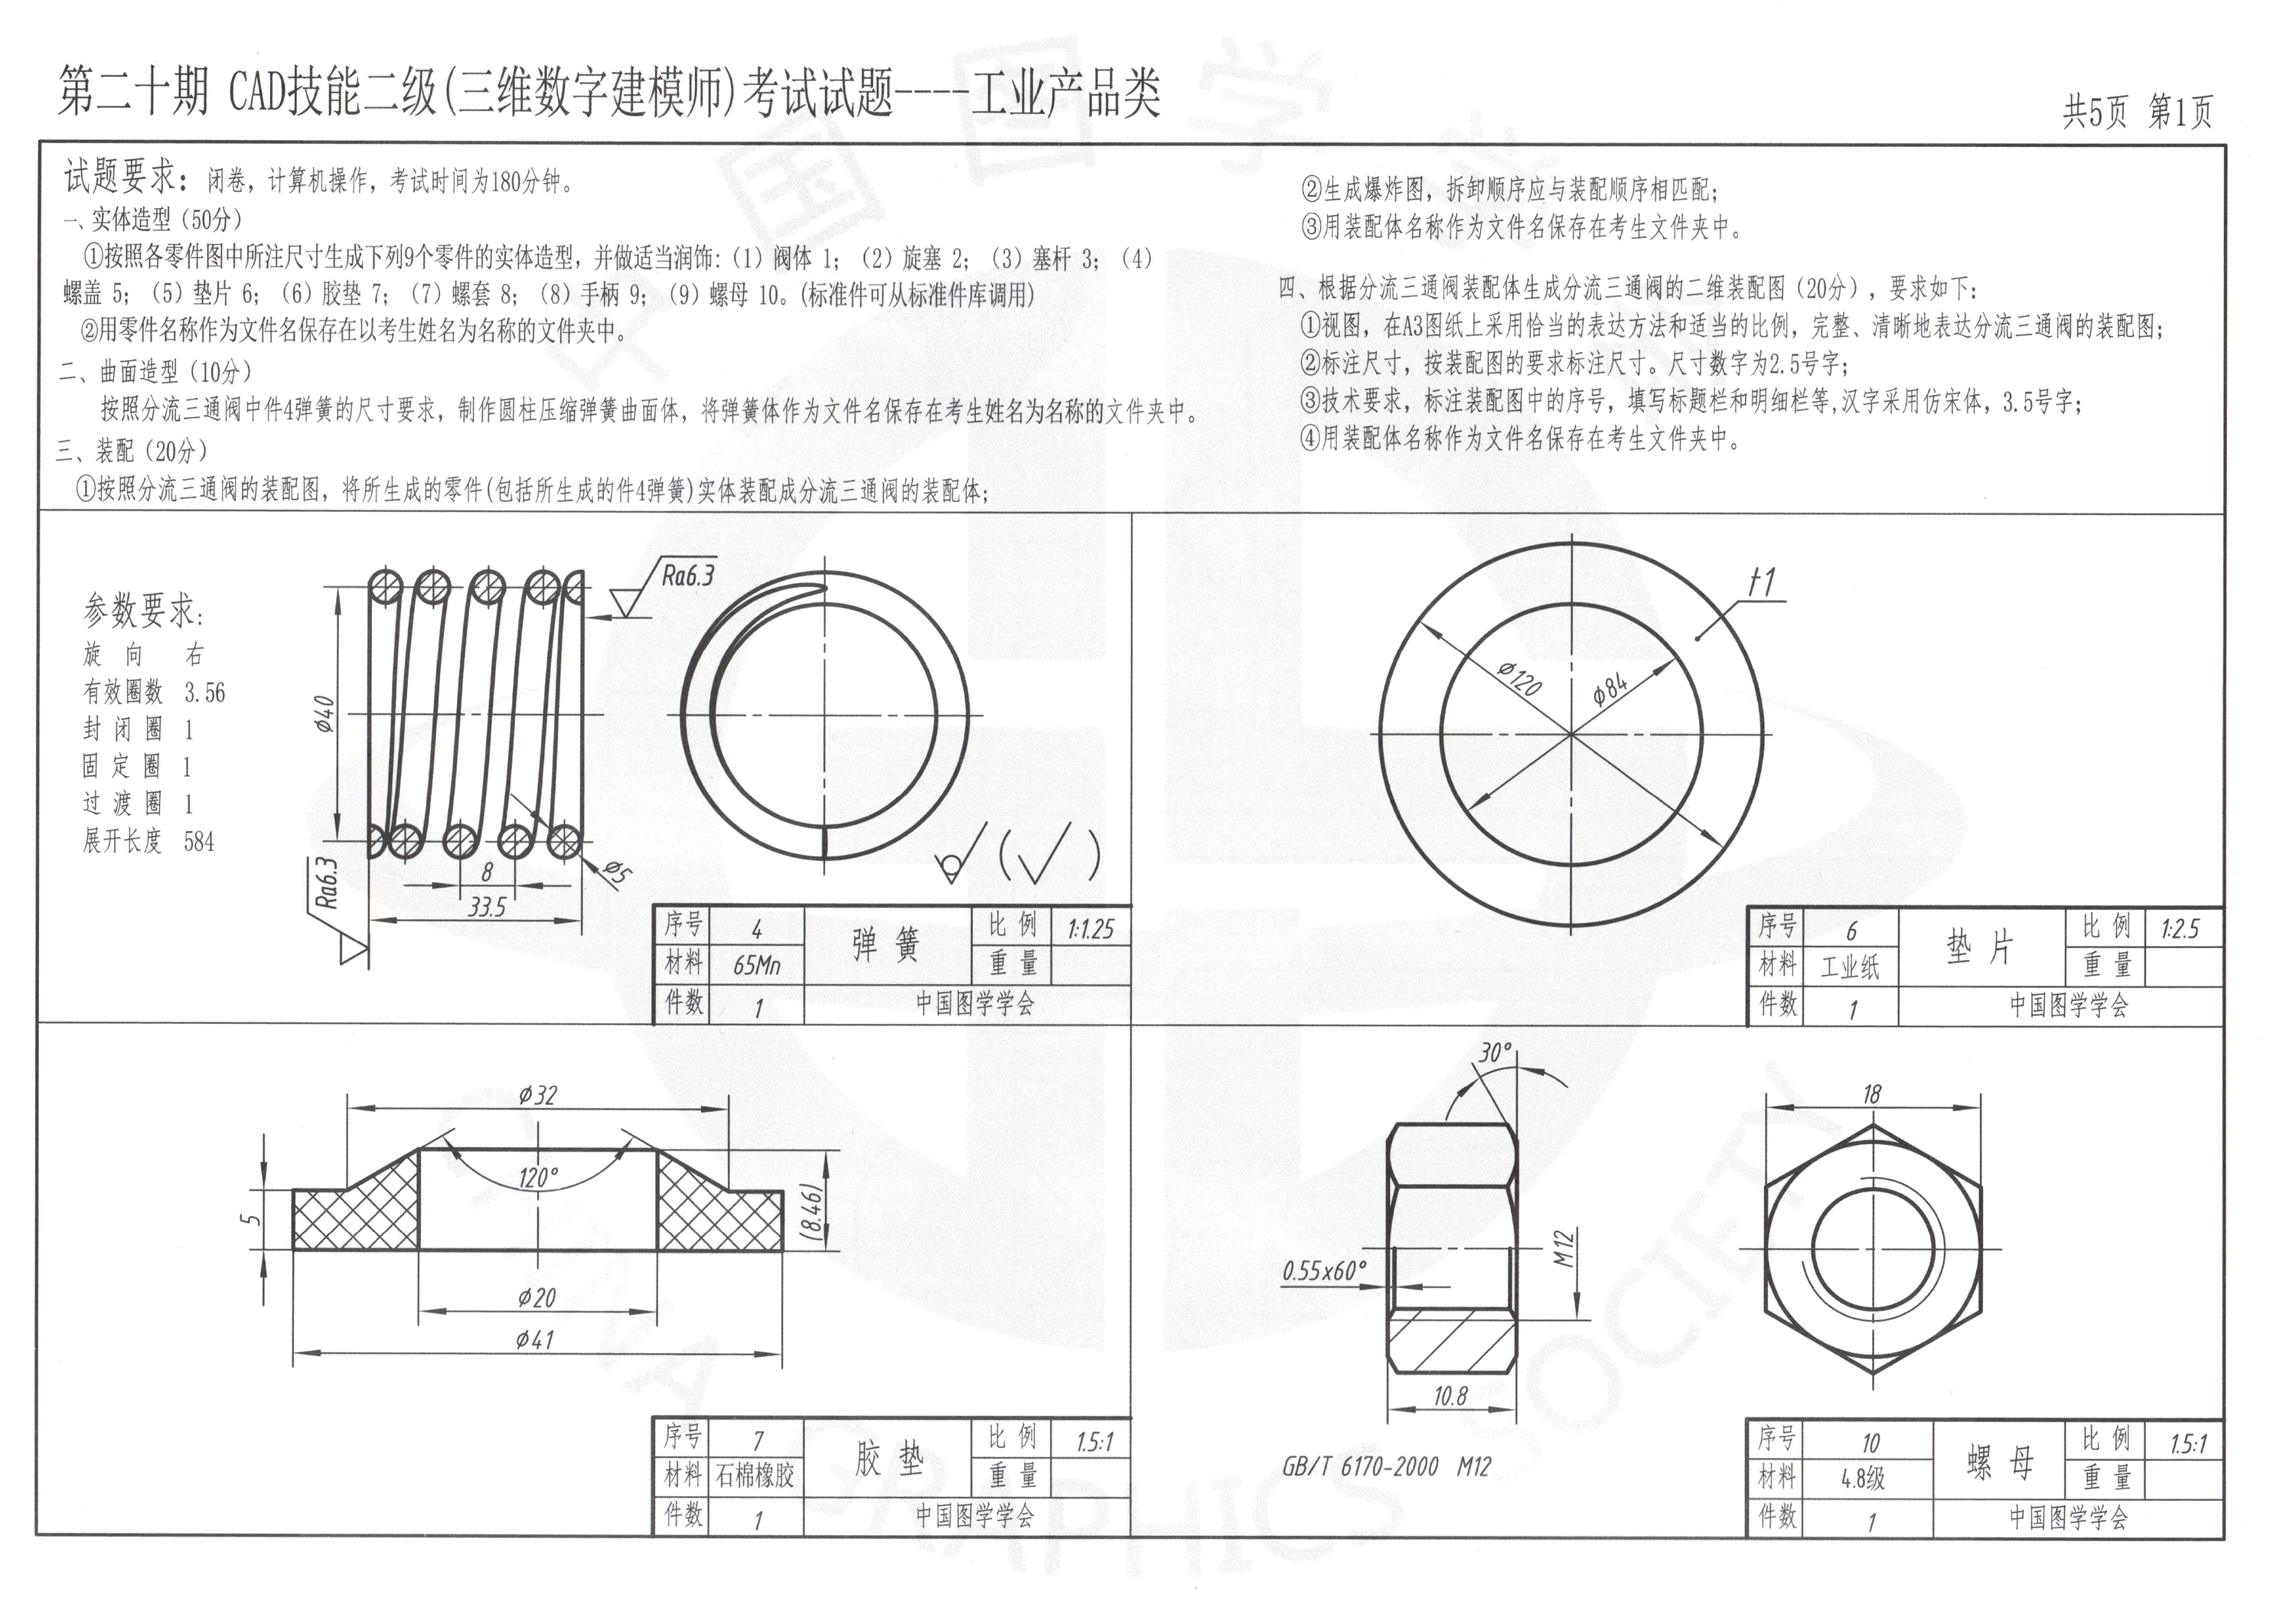 第二十期 CAD技能二级(三维数字建模师)考试试题----工业产品类
共5页 第1页
试题要求: 闭卷, 计算机操作, 考试时间为180分钟。
一、实体造型 (50分)
①按照各零件图中所注尺寸生成下列9个零件的实体造型, 并做适当润饰: (1) 阀体 1; (2) 旋塞 2; (3) 塞杆 3; (4)
螺盖 5; (5) 垫片 6; (6) 胶垫 7; (7) 螺套 8; (8) 手柄 9; (9) 螺母 10。(标准件可从标准件库调用)
②用零件名称作为文件名保存在以考生姓名为名称的文件夹中。
二、曲面造型 (10分)
按照分流三通阀中件4弹簧的尺寸要求, 制作圆柱压缩弹簧曲面体, 将弹簧体作为文件名保存在考生姓名为名称的文件夹中。
三、装配 (20分)
①按照分流三通阀的装配图, 将所生成的零件(包括所生成的件4弹簧)实体装配成分流三通阀的装配体;
②生成爆炸图, 拆卸顺序应与装配顺序相匹配;
③用装配体名称作为文件名保存在考生文件夹中。
四、根据分流三通阀装配体生成分流三通阀的二维装配图 (20分), 要求如下:
①视图, 在A3图纸上采用恰当的表达方法和适当的比例, 完整、清晰地表达分流三通阀的装配图;
②标注尺寸, 按装配图的要求标注尺寸。尺寸数字为2.5号字;
③技术要求, 标注装配图中的序号, 填写标题栏和明细栏等,汉字采用仿宋体, 3.5号字;
④用装配体名称作为文件名保存在考生文件夹中。
参数要求:
旋 向 右
有效圈数 3.56
封 闭 圈 1
固 定 圈 1
过 渡 圈 1
展开长度 584
Ra6.3
ø40
Ra6.3
8
33.5
ø5
( )
序号 4 弹 簧 比 例 1:1.25
材料 65Mn 重 量
件数 1 中国图学学会
t1
ø120
ø84
序号 6 垫 片 比 例 1:2.5
材料 工业纸 重 量
件数 1 中国图学学会
ø32
120°
5
(8.46)
ø20
ø41
序号 7 胶 垫 比 例 1.5:1
材料 石棉橡胶 重 量
件数 1 中国图学学会
30°
18
0.55x60°
M12
10.8
GB/T 6170-2000 M12
序号 10 螺 母 比 例 1.5:1
材料 4.8级 重 量
件数 1 中国图学学会
中国图学学会
CHINA GRAPHICS SOCIETY